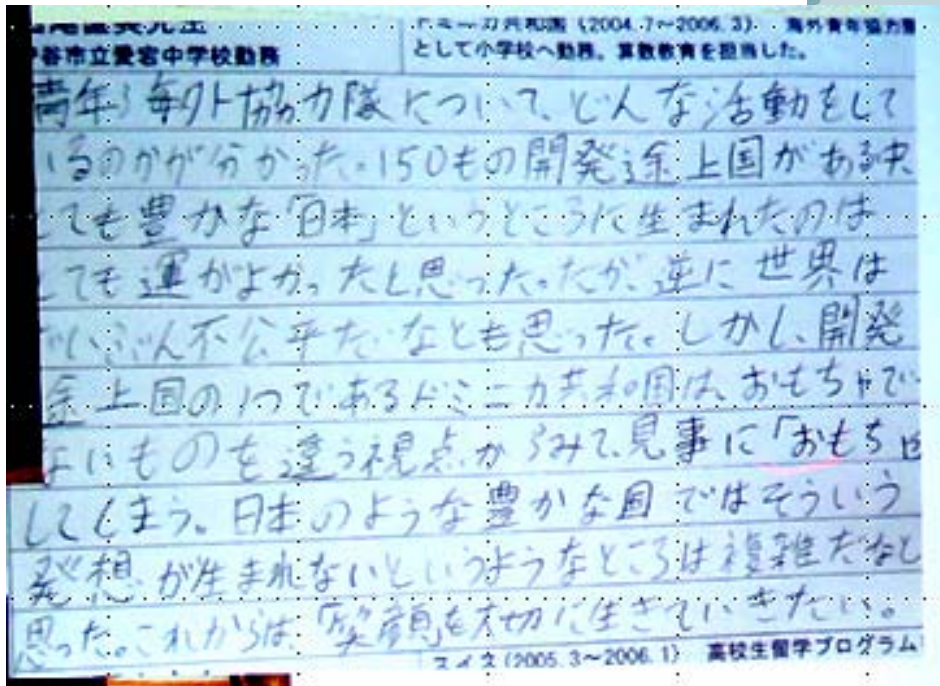 ドミニカ共和国（2004.7～2006.3） 海外青年協力隊
谷市立愛宕中学校勤務 として小学校へ勤務。算数教育を担当した。
青年海外協力隊について、どんな活動をして
いるのかが分かった。150もの開発途上国がある中
とても豊かな「日本」というところに生まれたのは
とても運がよかったと思った。だが、逆に世界は
ずいぶん不公平だなとも思った。しかし、開発
途上国の1つであるドミニカ共和国は、おもちゃで
ないものを違う視点からみて、見事に「おもち
してしまう。日本のような豊かな国ではそういう
発想が生まれないというようなところは複雑だなと
思った。これからは、「笑顔」を大切に生きていきたい。
スイス（2005.3～2006.1） 高校生留学プログラム